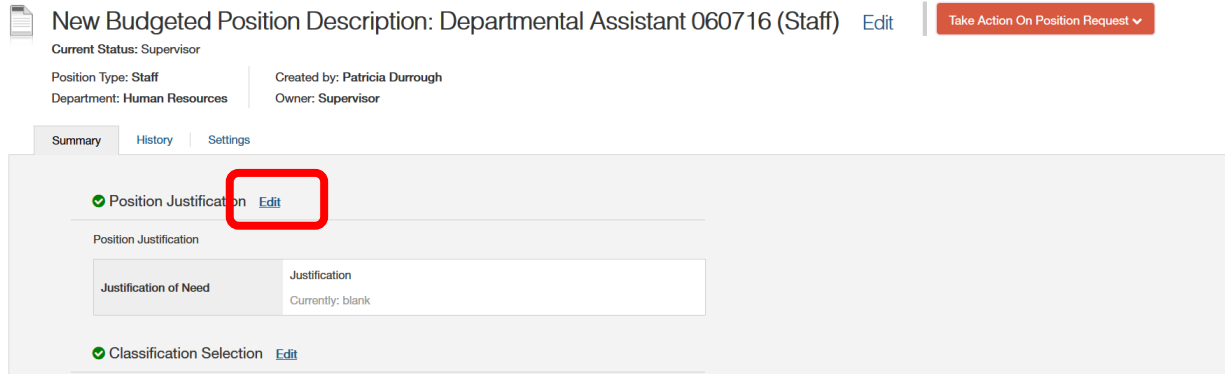 New Budgeted Position Description: Departmental Assistant 060716 (Staff) Edit Take Action On Position Request
Current Status: Supervisor
Position Type: Staff Created by: Patricia Durrough
Department: Human Resources Owner: Supervisor
Summary History Settings
Position Justification Edit
Position Justification
Justification of Need Justification
Currently: blank
Classification Selection Edit